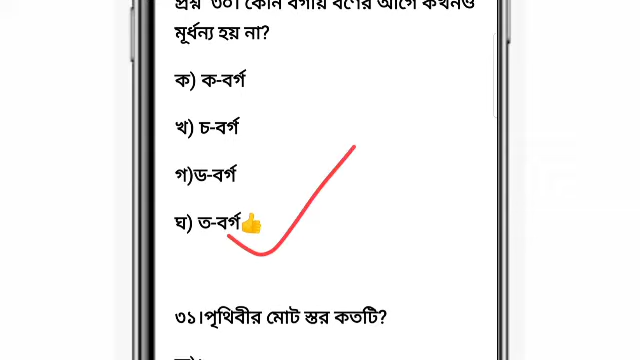 প্রশ্ন ৩০। কোন বর্গীয় বর্ণের আগে কখনও
মূর্ধন্য হয় না?
ক) ক-বর্গ
খ) চ-বর্গ
গ)ড-বর্গ
ঘ) ত-বর্গ👍
৩১।পৃথিবীর মোট স্তর কতটি?